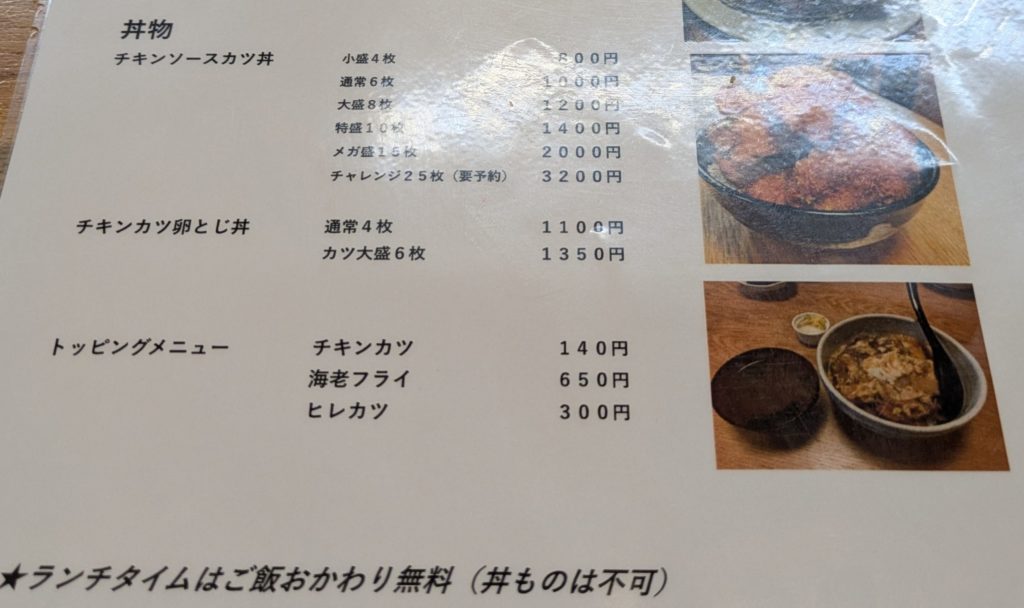 丼物
チキンソースカツ丼 小盛4枚 800円
通常6枚 1000円
大盛8枚 1200円
特盛10枚 1400円
メガ盛15枚 2000円
チャレンジ25枚（要予約） 3200円
チキンカツ卵とじ丼 通常4枚 1100円
カツ大盛6枚 1350円
トッピングメニュー チキンカツ 140円
海老フライ 650円
ヒレカツ 300円
★ランチタイムはご飯おかわり無料（丼ものは不可）